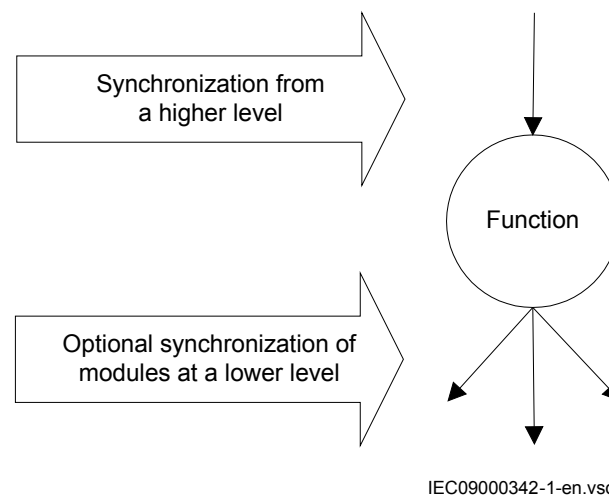 Synchronization from
a higher level
Function
Optional synchronization of
modules at a lower level
IEC09000342-1-en.vsd